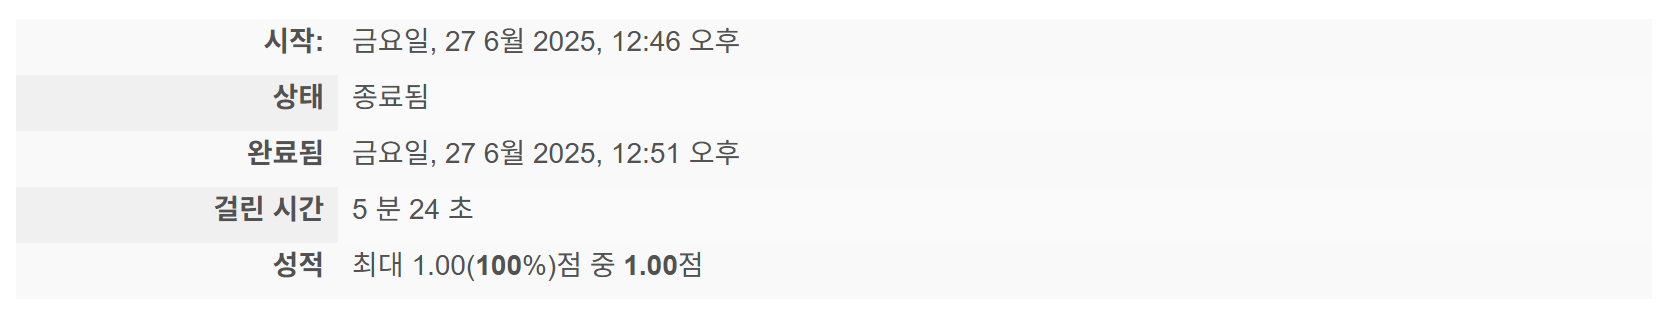 시작: 금요일, 27 6월 2025, 12:46 오후
상태 종료됨
완료됨 금요일, 27 6월 2025, 12:51 오후
걸린 시간 5 분 24 초
성적 최대 1.00(100%)점 중 1.00점